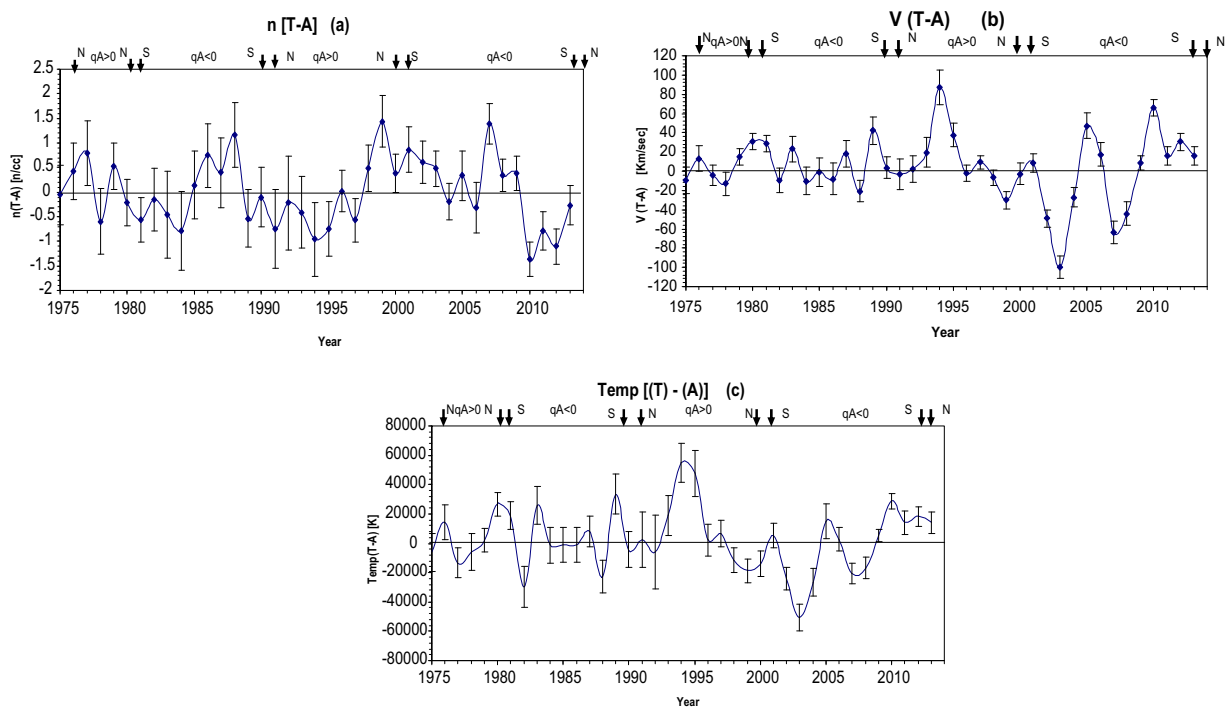 n [T-A] (a)
N qA>0 N S qA<0 S N qA>0 N S qA<0 S N
2.5
2
1.5
1
0.5
0
-0.5
-1
-1.5
-2
n(T-A) [n/cc]
1975 1980 1985 1990 1995 2000 2005 2010
Year
V (T-A) (b)
N qA>0 N S qA<0 S N qA>0 N S qA<0 S N
120
100
80
60
40
20
0
-20
-40
-60
-80
-100
-120
V (T-A) [Km/sec]
1975 1980 1985 1990 1995 2000 2005 2010
Year
Temp [(T) - (A)] (c)
N qA>0 N S qA<0 S N qA>0 N S qA<0 S N
80000
60000
40000
20000
0
-20000
-40000
-60000
-80000
Temp(T-A) [K]
1975 1980 1985 1990 1995 2000 2005 2010
Year